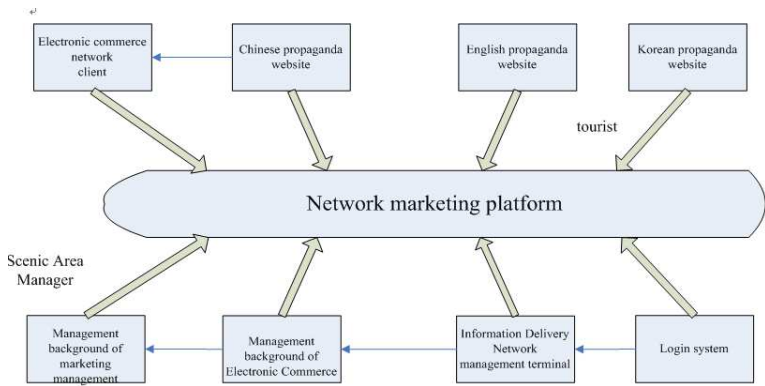 Electronic commerce
network
client
Chinese propaganda
website
English propaganda
website
Korean propaganda
website
tourist
Network marketing platform
Scenic Area
Manager
Management
background of
marketing
management
Management
background of
Electronic Commerce
Information Delivery
Network
management terminal
Login system